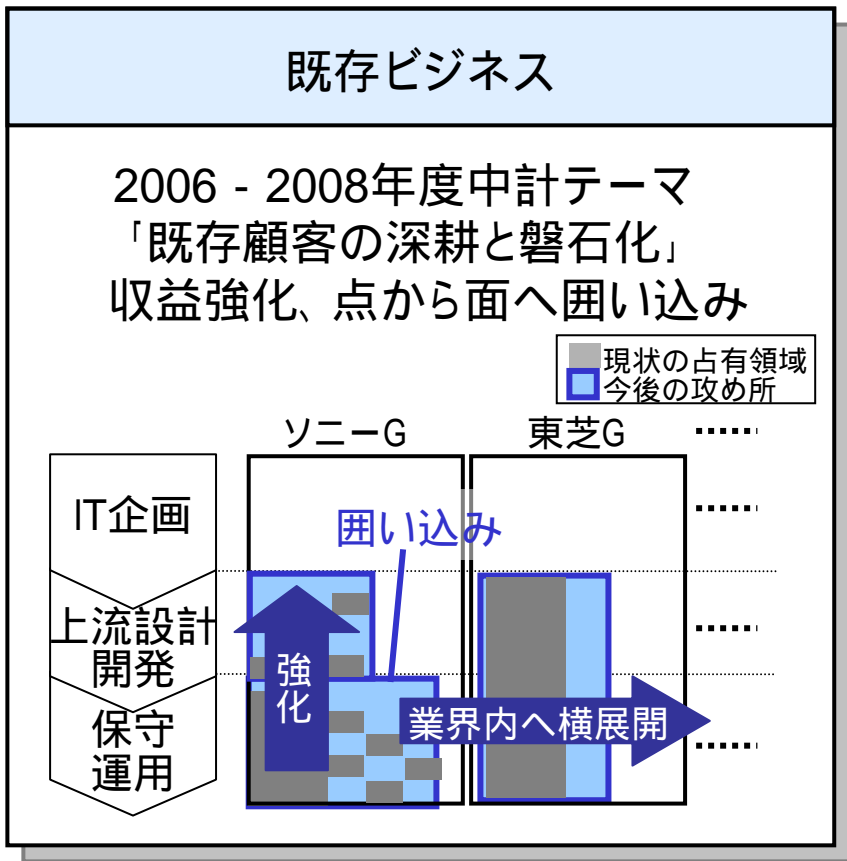 既存ビジネス
2006 - 2008年度中計テーマ
「既存顧客の深耕と磐石化」
収益強化、点から面へ囲い込み
現状の占有領域
今後の攻め所
ソニーG
東芝G
……
IT企画
囲い込み
……
上流設計
開発
強化
……
保守
運用
業界内へ横展開
……